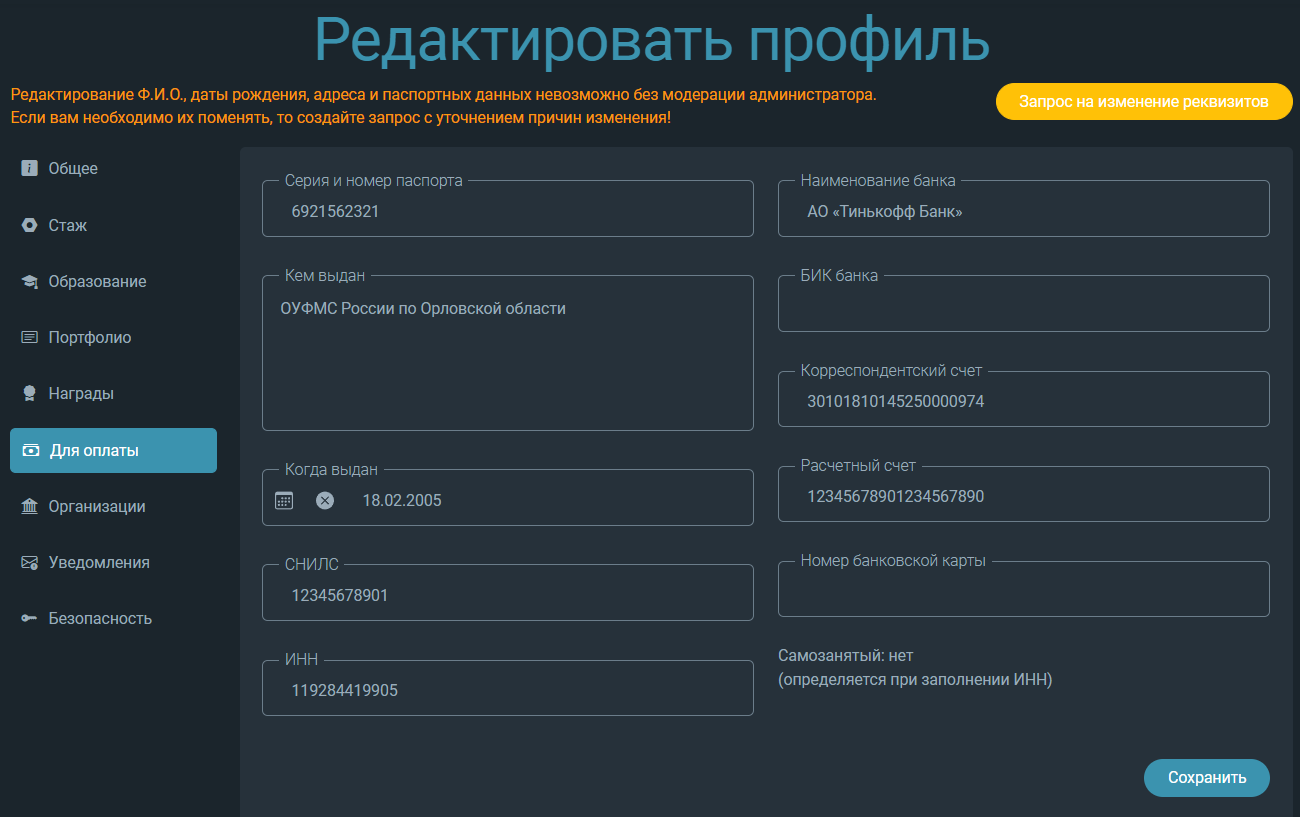 Редактировать профиль
Редактирование Ф.И.О., даты рождения, адреса и паспортных данных невозможно без модерации администратора.
Если вам необходимо их поменять, то создайте запрос с уточнением причин изменения!
Запрос на изменение реквизитов
Общее
Стаж
Образование
Портфолио
Награды
Для оплаты
Организации
Уведомления
Безопасность
Серия и номер паспорта
6921562321
Кем выдан
ОУФМС России по Орловской области
Когда выдан
18.02.2005
СНИЛС
12345678901
ИНН
119284419905
Наименование банка
АО «Тинькофф Банк»
БИК банка
Корреспондентский счет
30101810145250000974
Расчетный счет
12345678901234567890
Номер банковской карты
Самозанятый: нет
(определяется при заполнении ИНН)
Сохранить